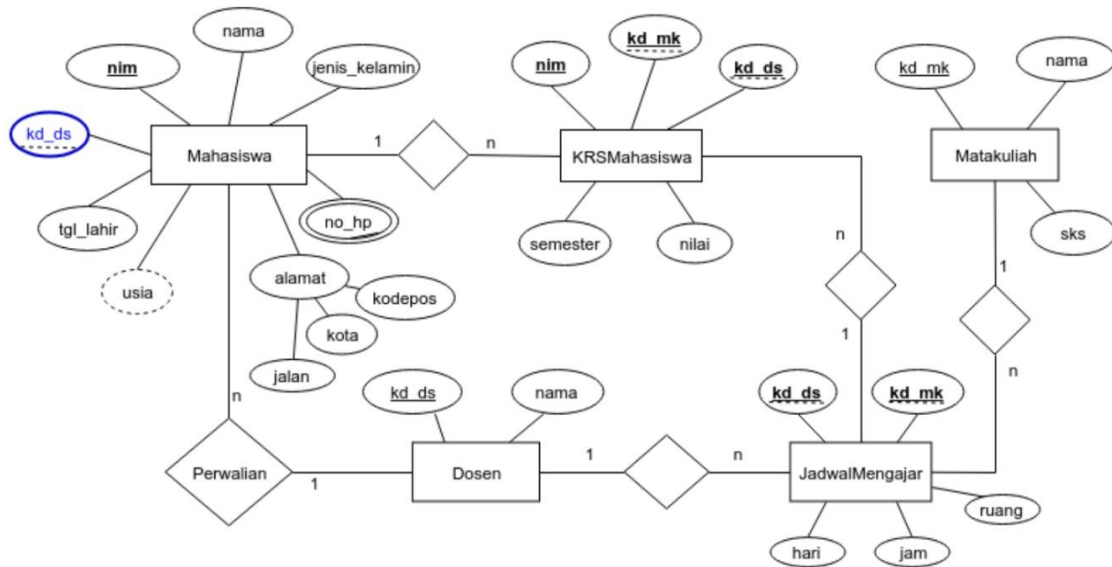 nama
nim
jenis_kelamin
kd_ds
Mahasiswa
tgl_lahir
usia
alamat
no_hp
kodepos
kota
jalan
1
n
nim
kd_mk
kd_ds
KRSMahasiswa
semester
nilai
kd_mk
nama
Matakuliah
sks
n
1
1
n
n
Perwalian
1
kd_ds
nama
Dosen
1
n
kd_ds
kd_mk
JadwalMengajar
ruang
hari
jam